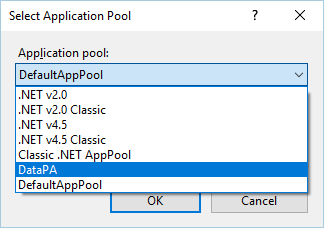 Select Application Pool
?
Application pool:
DefaultAppPool
.NET v2.0
.NET v2.0 Classic
.NET v4.5
.NET v4.5 Classic
Classic .NET AppPool
DataPA
DefaultAppPool
OK
Cancel